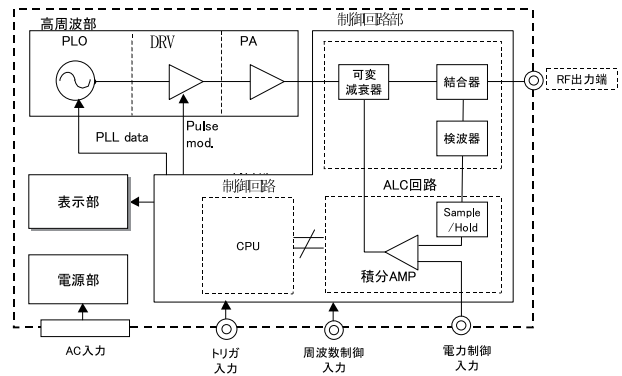 高周波部
制御回路部
PLO
DRV
PA
可変
減衰器
結合器
RF出力端
検波器
PLL data
Pulse
mod.
制御回路
ALC回路
表示部
Sample
/Hold
CPU
積分AMP
電源部
AC入力
トリガ
入力
周波数制御
入力
電力制御
入力